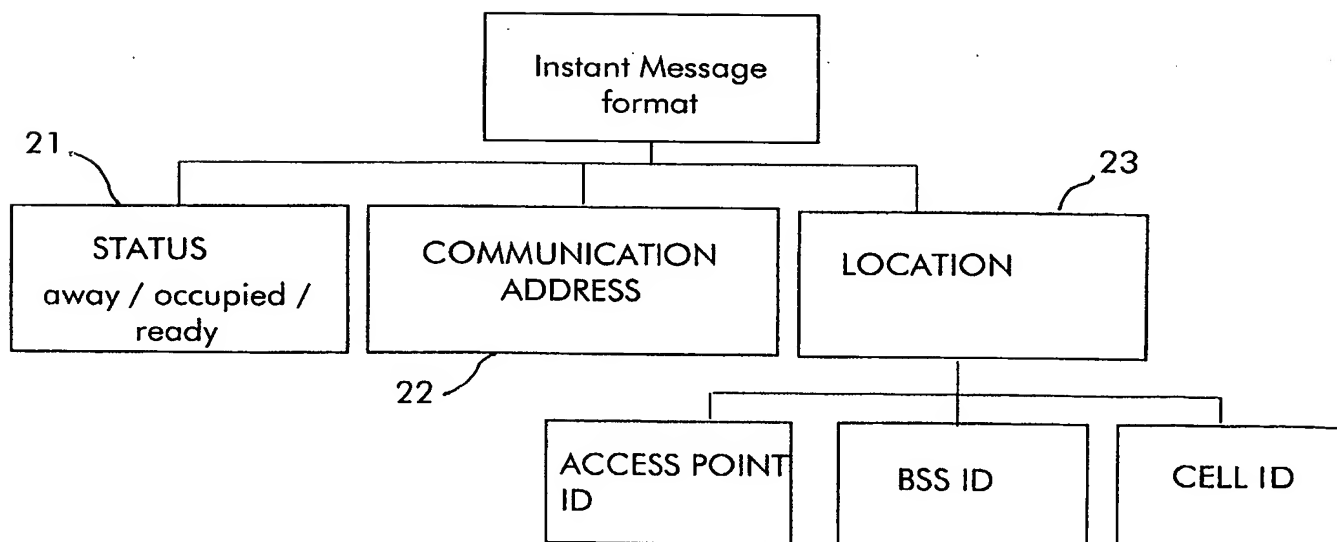 Instant Message
format
21
23
STATUS
away / occupied /
ready
COMMUNICATION
ADDRESS
LOCATION
22
ACCESS POINT
ID
BSS ID
CELL ID